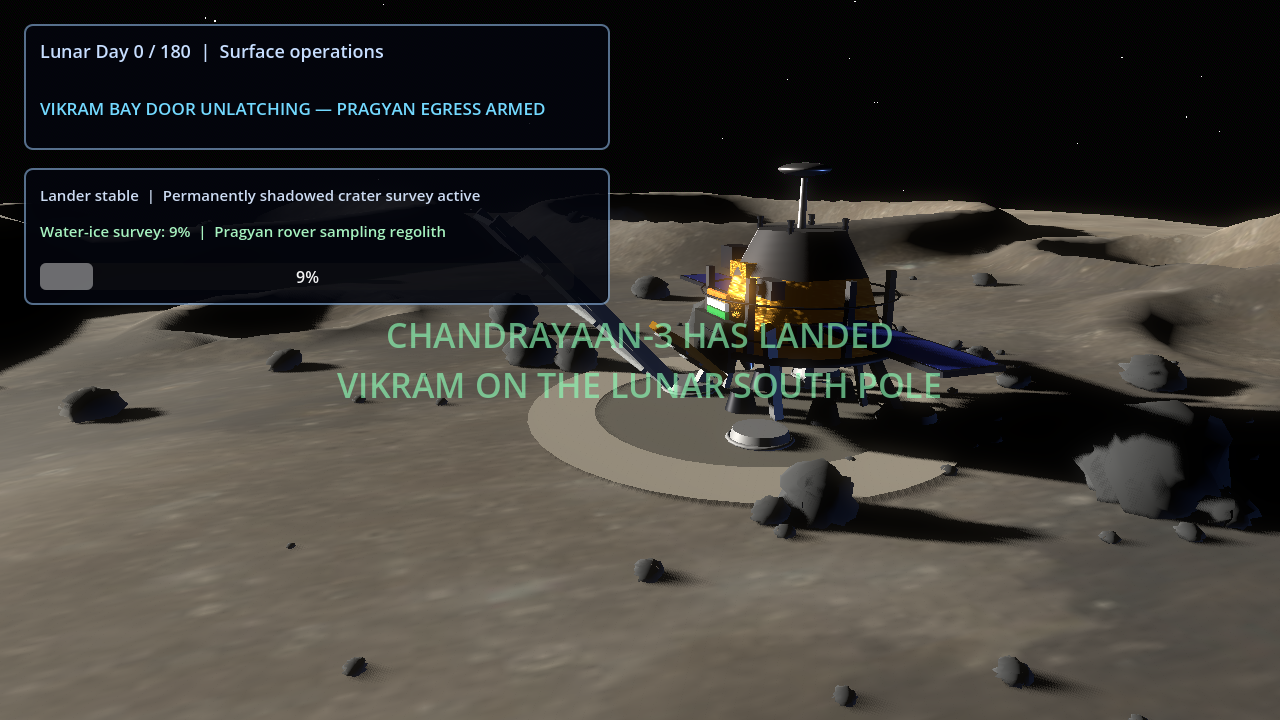 Lunar Day 0 / 180 | Surface operations
VIKRAM BAY DOOR UNLATCHING — PRAGYAN EGRESS ARMED
Lander stable | Permanently shadowed crater survey active
Water-ice survey: 9% | Pragyan rover sampling regolith
9%
CHANDRAYAAN-3 HAS LANDED
VIKRAM ON THE LUNAR SOUTH POLE